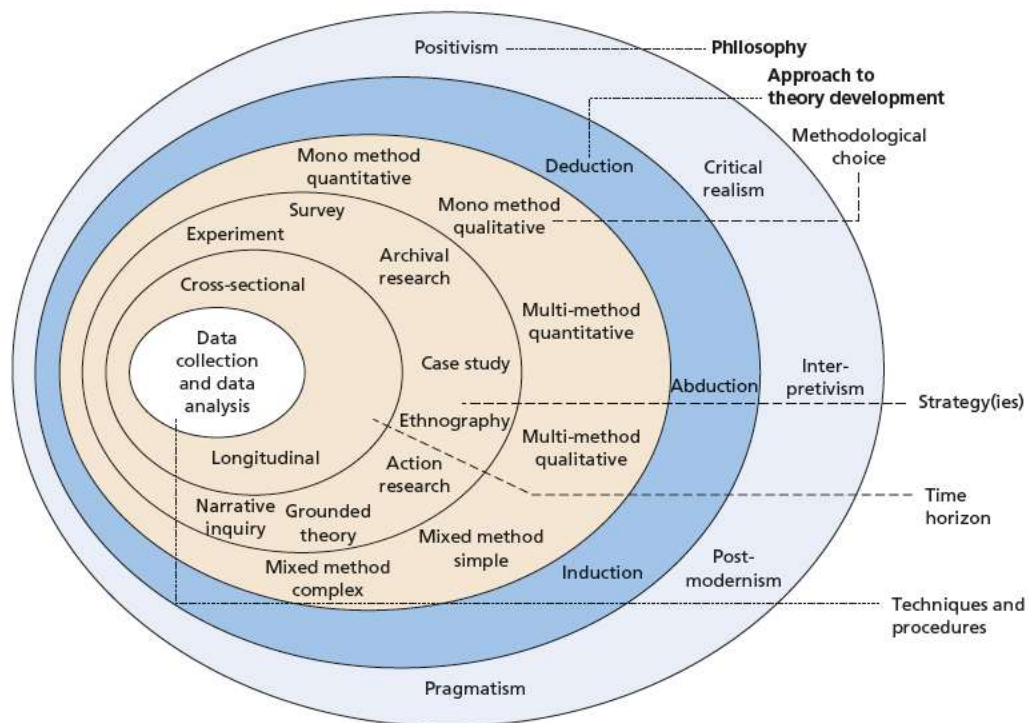 Positivism
Philosophy
Approach to
theory development
Methodological
choice
Mono method
quantitative
Deduction
Critical
realism
Mono method
qualitative
Survey
Experiment
Archival
research
Cross-sectional
Multi-method
quantitative
Data
collection
and data
analysis
Case study
Abduction
Inter-
pretivism
Strategy(ies)
Ethnography
Multi-method
qualitative
Longitudinal
Action
research
Time
horizon
Narrative
inquiry
Grounded
theory
Mixed method
simple
Mixed method
complex
Induction
Post-
modernism
Techniques and
procedures
Pragmatism